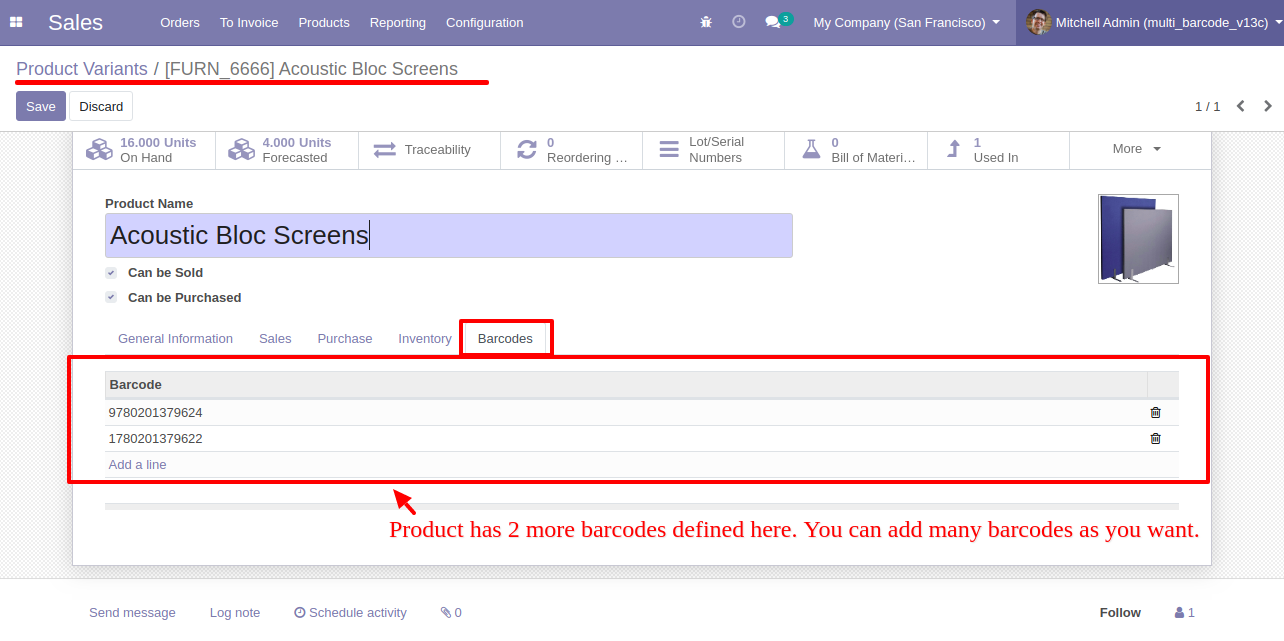 Sales Orders To Invoice Products Reporting Configuration 3 My Company (San Francisco) Mitchell Admin (multi_barcode_v13c)
Product Variants / [FURN_6666] Acoustic Bloc Screens
Save Discard 1 / 1
16.000 Units On Hand
4.000 Units Forecasted
Traceability
0 Reordering ...
Lot/Serial Numbers
0 Bill of Materi...
1 Used In
More
Product Name
Acoustic Bloc Screens
Can be Sold
Can be Purchased
General Information Sales Purchase Inventory Barcodes
Barcode
9780201379624
1780201379622
Add a line
Product has 2 more barcodes defined here. You can add many barcodes as you want.
Send message Log note Schedule activity 0 Follow 1